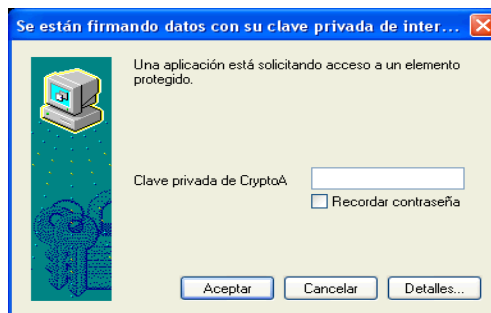 Se están firmando datos con su clave privada de inter...
Una aplicación está solicitando acceso a un elemento
protegido.
Clave privada de CryptoA
Recordar contraseña
Aceptar
Cancelar
Detalles...